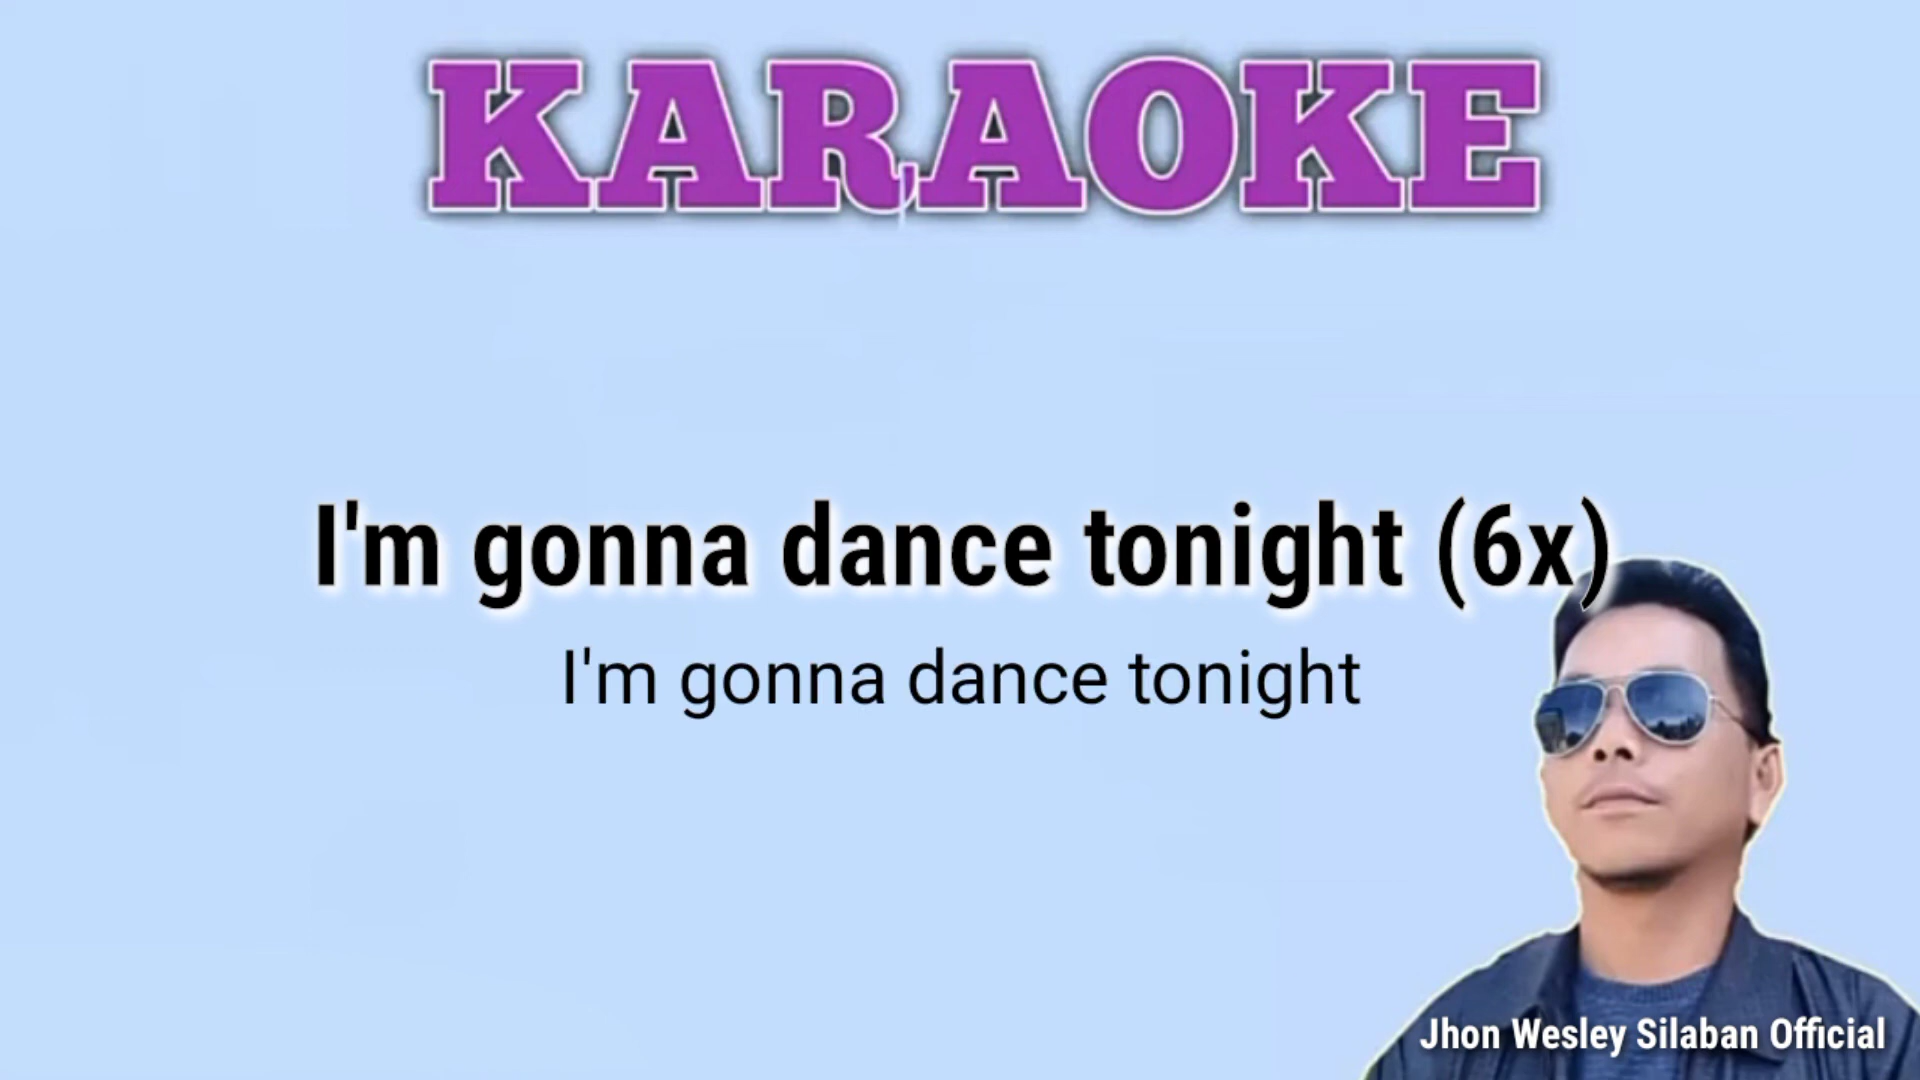 KARAOKE
I'm gonna dance tonight (6x)
I'm gonna dance tonight
Jhon Wesley Silaban Official